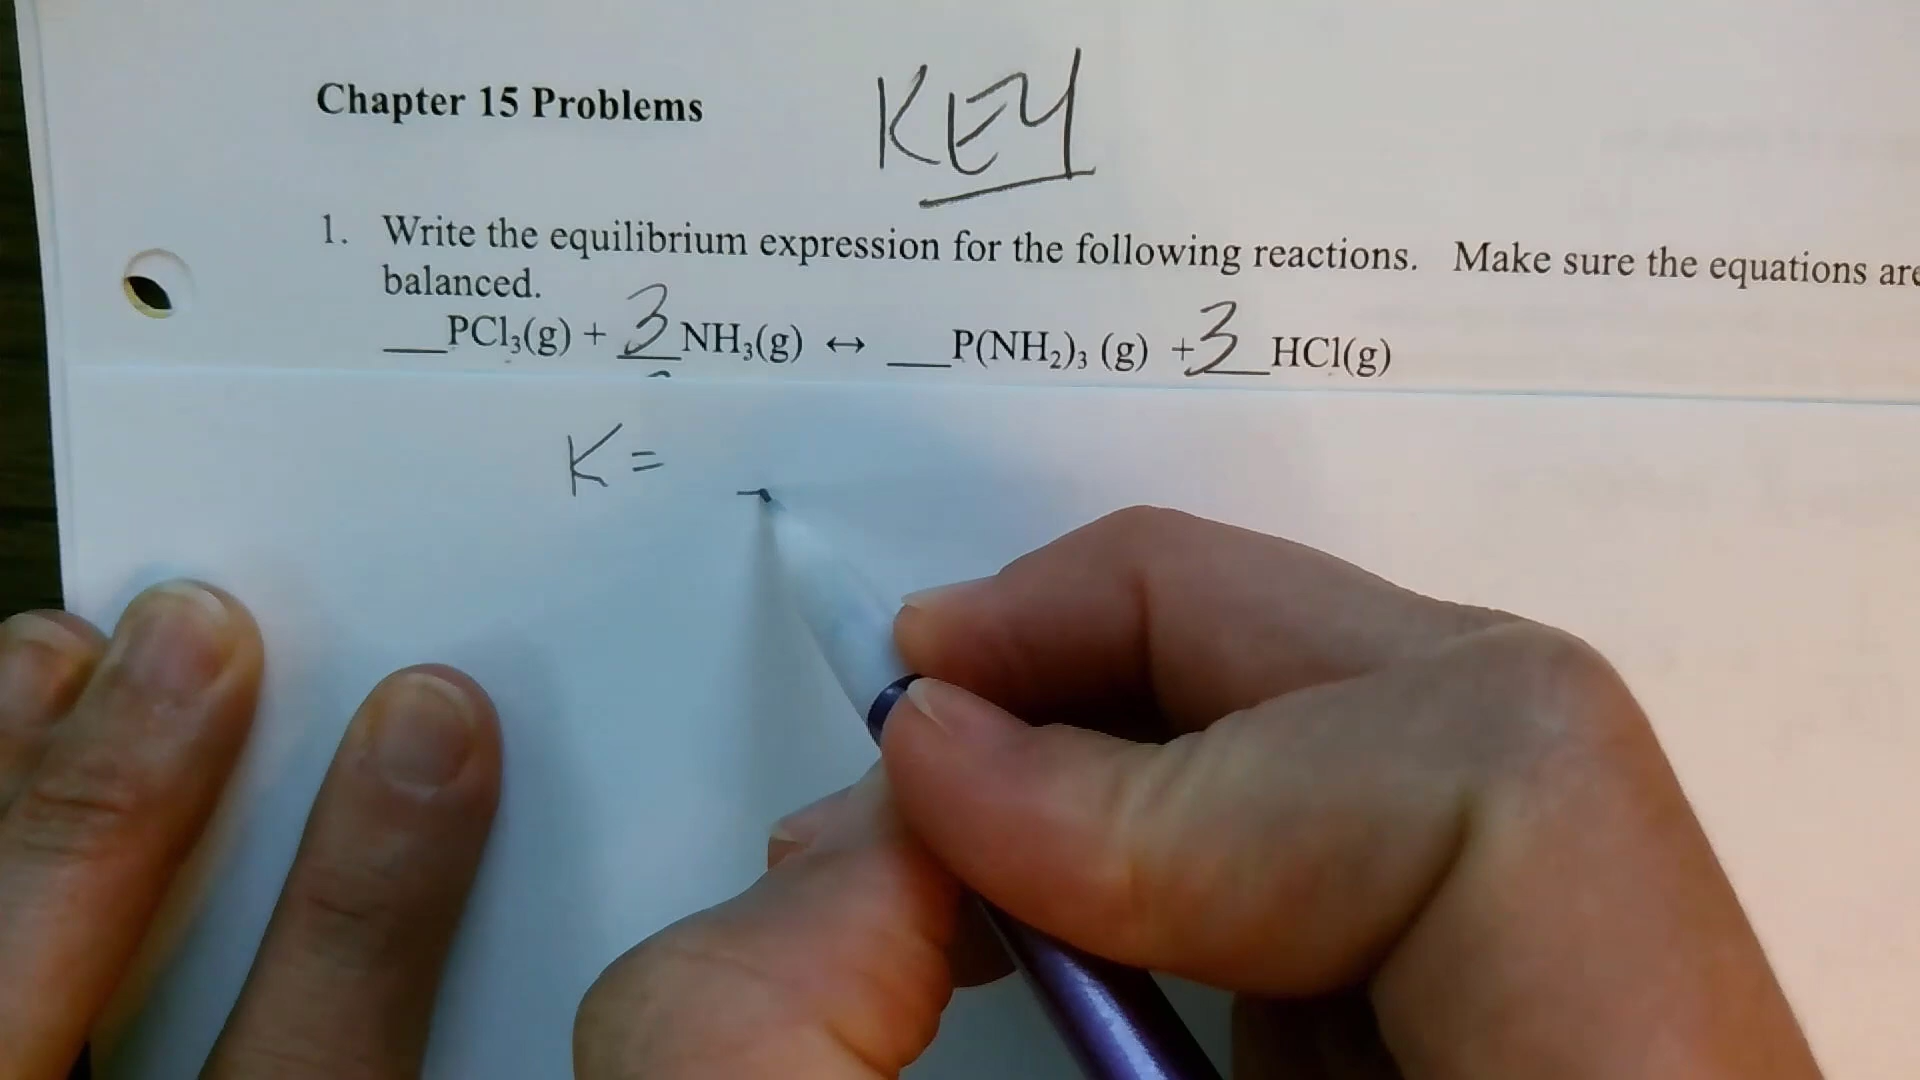 Chapter 15 Problems
KEY
1. Write the equilibrium expression for the following reactions. Make sure the equations are
balanced.
__PCl₃(g) + 3 NH₃(g) ↔ __P(NH₂)₃ (g) + 3 HCl(g)
K =